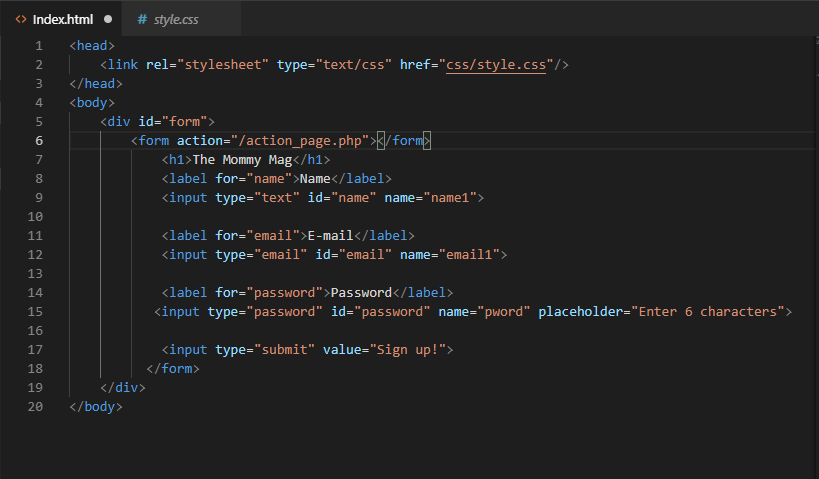 Index.html style.css
1 <head>
2 <link rel="stylesheet" type="text/css" href="css/style.css"/>
3 </head>
4 <body>
5 <div id="form">
6 <form action="/action_page.php"></form>
7 <h1>The Mommy Mag</h1>
8 <label for="name">Name</label>
9 <input type="text" id="name" name="name1">
10
11 <label for="email">E-mail</label>
12 <input type="email" id="email" name="email1">
13
14 <label for="password">Password</label>
15 <input type="password" id="password" name="pword" placeholder="Enter 6 characters">
16
17 <input type="submit" value="Sign up!">
18 </form>
19 </div>
20 </body>